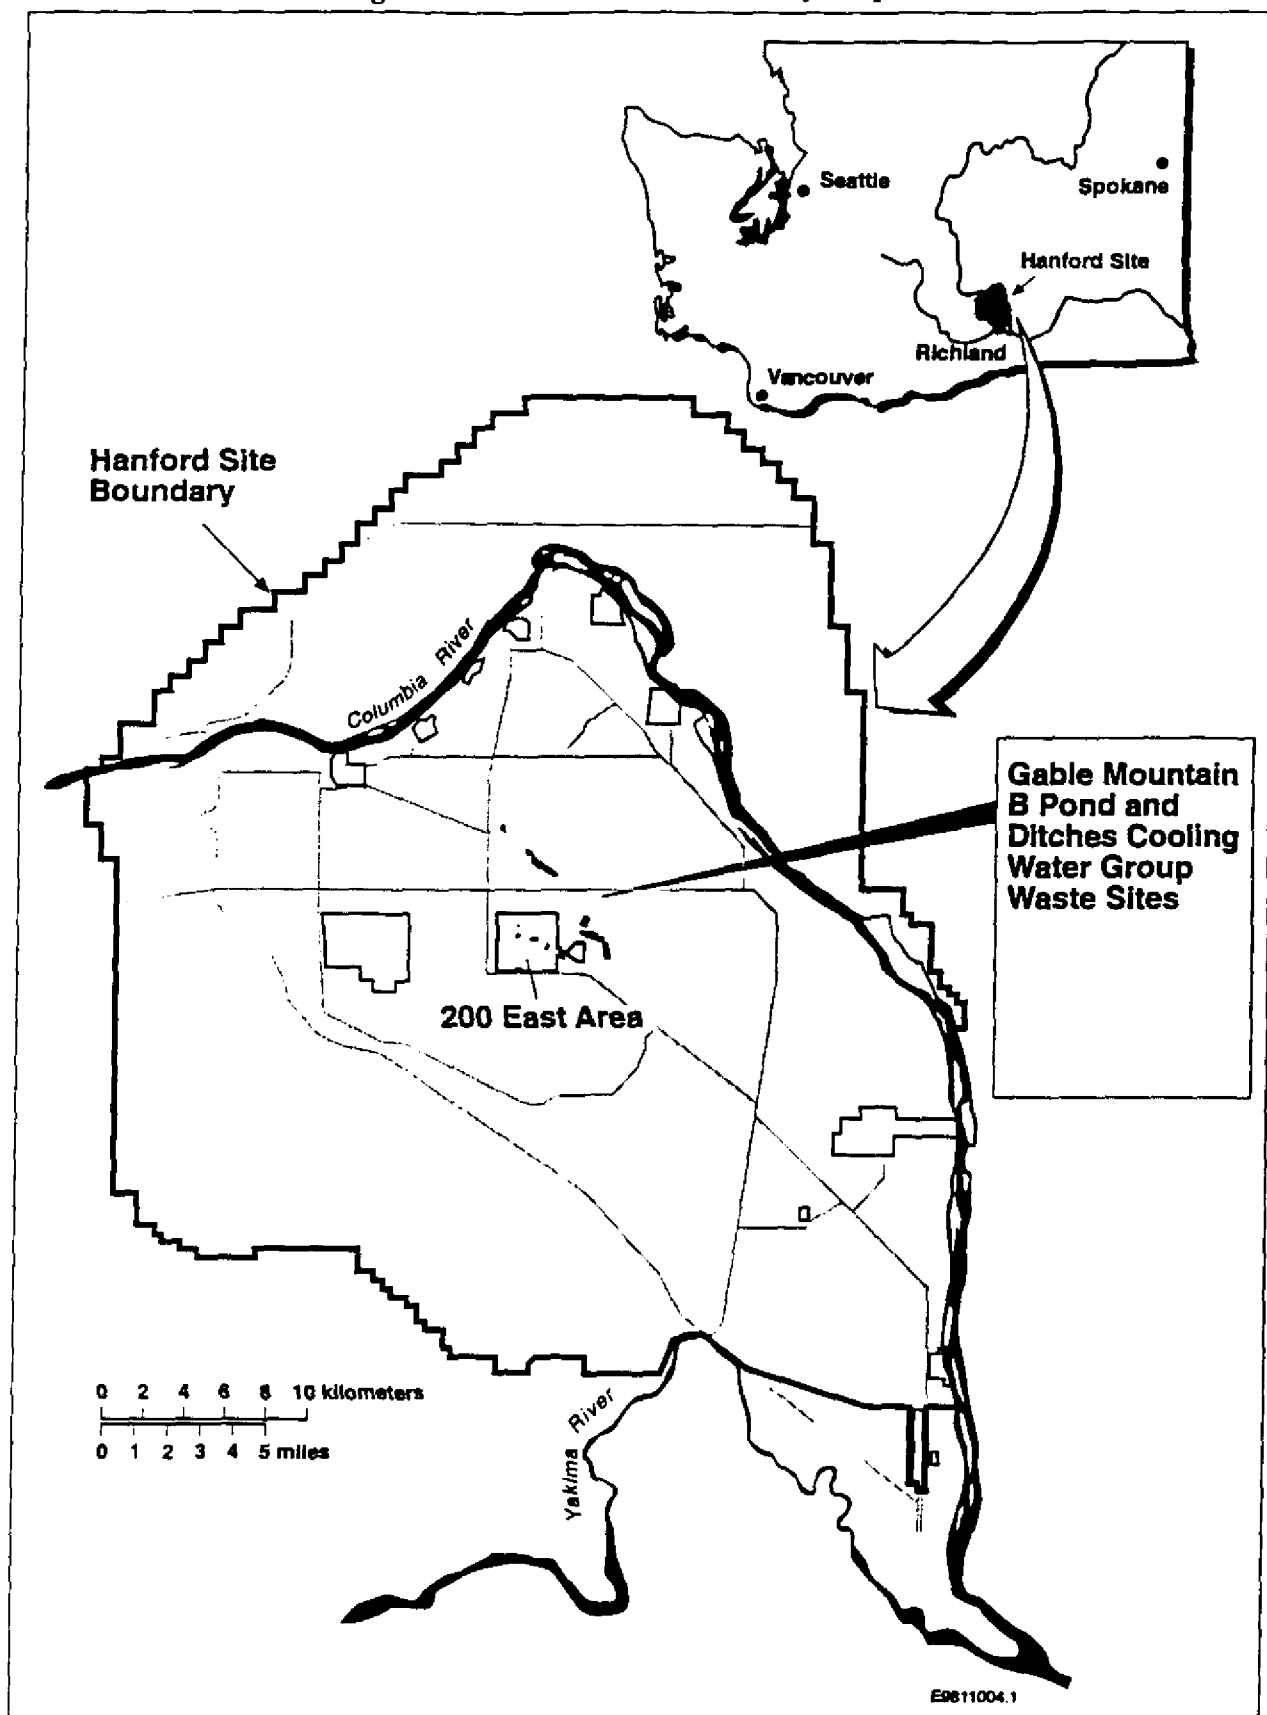 Seattle
Spokane
Hanford Site
Richland
Vancouver
Hanford Site
Boundary
Columbia River
Gable Mountain
B Pond and
Ditches Cooling
Water Group
Waste Sites
200 East Area
0 2 4 6 8 10 kilometers
0 1 2 3 4 5 miles
Yakima River
E9811004.1